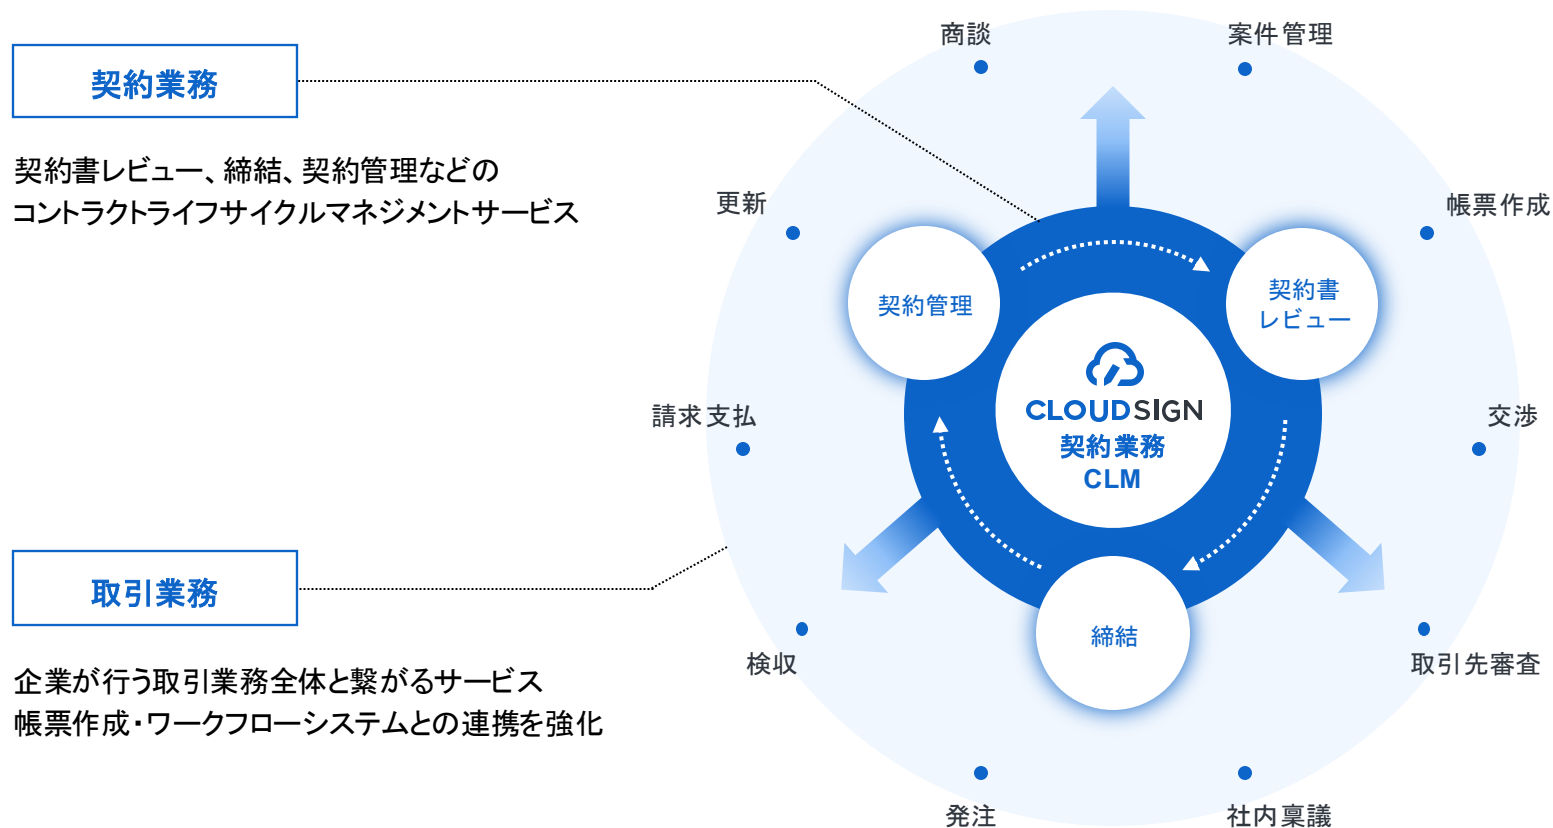 契約業務
契約書レビュー、締結、契約管理などの
コントラクトライフサイクルマネジメントサービス
取引業務
企業が行う取引業務全体と繋がるサービス
帳票作成・ワークフローシステムとの連携を強化
商談
案件管理
更新
帳票作成
契約管理
契約書
レビュー
CLOUDSIGN
契約業務
CLM
請求支払
交渉
締結
検収
取引先審査
発注
社内稟議